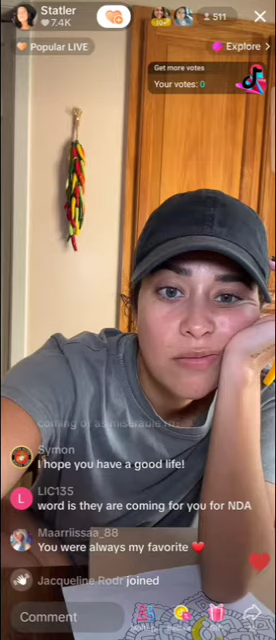 Statler
7.4K
511
Popular LIVE
Explore
Get more votes
Your votes: 0
Symon
I hope you have a good life!
L
LIC135
word is they are coming for you for NDA
Maarriissaa_88
You were always my favorite ❤️
Jacqueline Rodr joined
Comment